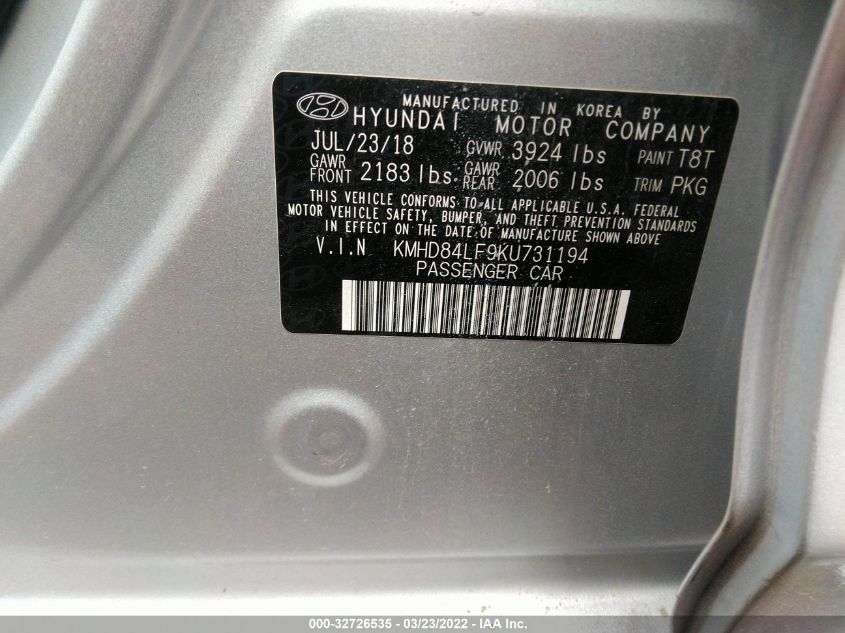 MANUFACTURED IN KOREA BY
HYUNDAI MOTOR COMPANY
JUL/23/18 GVWR 3924 lbs PAINT T8T
GAWR FRONT 2183 lbs GAWR REAR 2006 lbs TRIM PKG
THIS VEHICLE CONFORMS TO ALL APPLICABLE U.S.A. FEDERAL
MOTOR VEHICLE SAFETY, BUMPER, AND THEFT PREVENTION STANDARDS
IN EFFECT ON THE DATE OF MANUFACTURE SHOWN ABOVE
V.I.N KMHD84LF9KU731194
PASSENGER CAR
000-32726535 - 03/23/2022 - IAA Inc.